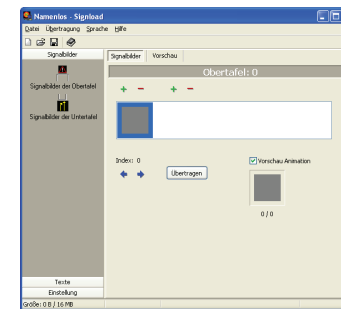 Namenlos - Signload
Datei Übertragung Sprache Hilfe
Signalbilder
Signalbilder der Obertafel
Signalbilder der Untertafel
Texte
Einstellung
Signalbilder Vorschau
Obertafel: 0
Index: 0
Übertragen
Vorschau Animation
0 / 0
Größe: 0 B / 16 MB